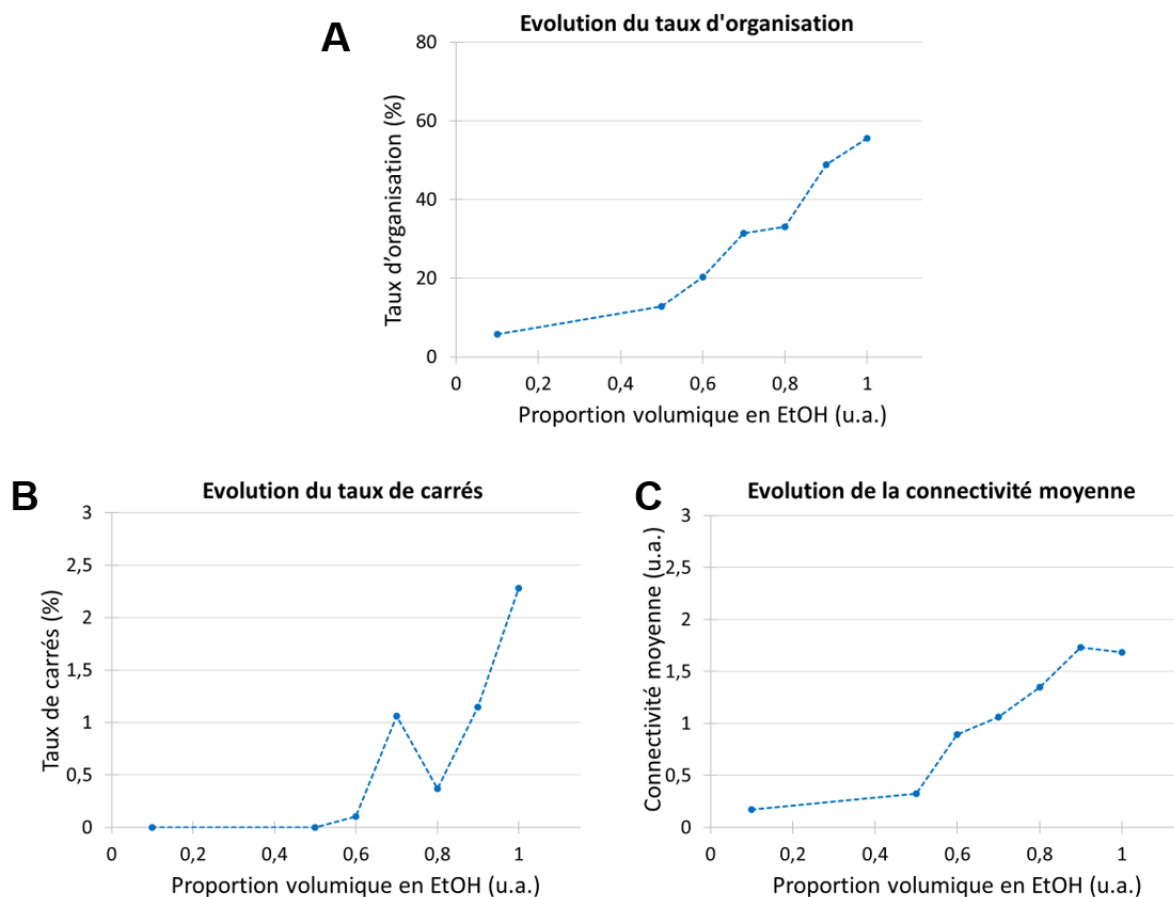 A
Evolution du taux d'organisation
Taux d’organisation (%)
80
60
40
20
0
0 0,2 0,4 0,6 0,8 1
Proportion volumique en EtOH (u.a.)
B
Evolution du taux de carrés
Taux de carrés (%)
3
2,5
2
1,5
1
0,5
0
0 0,2 0,4 0,6 0,8 1
Proportion volumique en EtOH (u.a.)
C
Evolution de la connectivité moyenne
Connectivité moyenne (u.a.)
3
2,5
2
1,5
1
0,5
0
0 0,2 0,4 0,6 0,8 1
Proportion volumique en EtOH (u.a.)